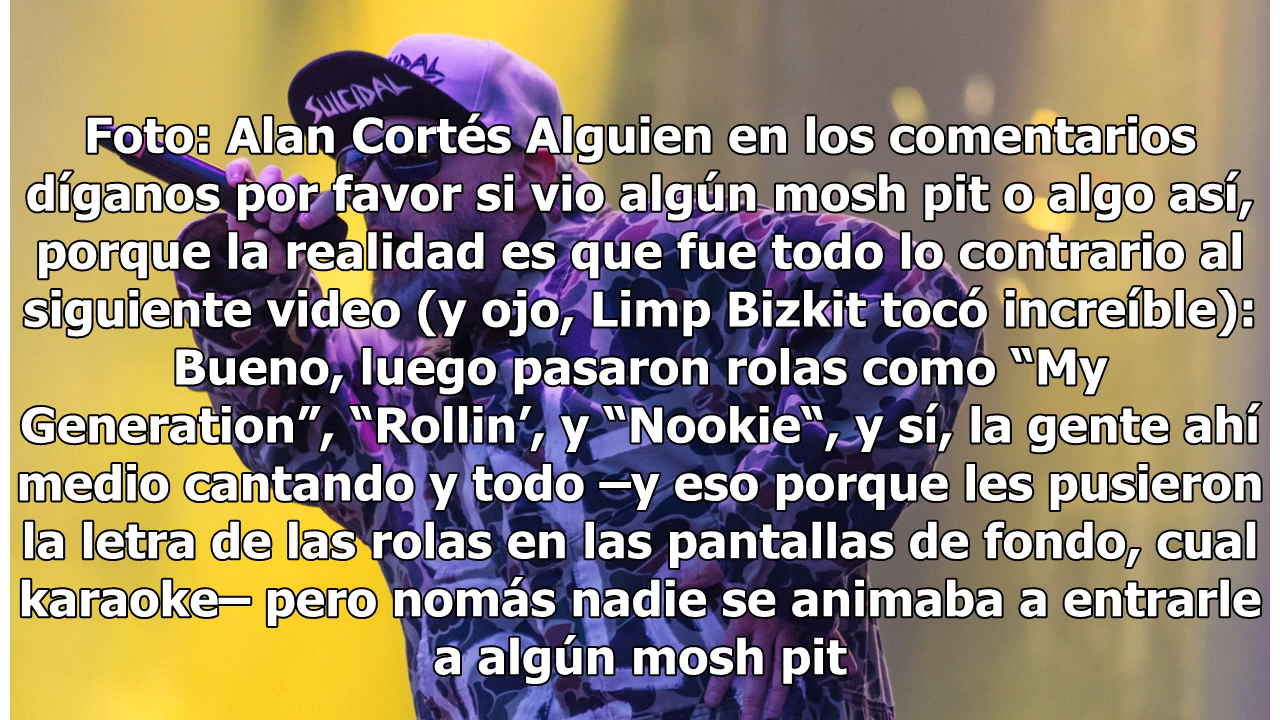 SUICIDAL
Foto: Alan Cortés Alguien en los comentarios
díganos por favor si vio algún mosh pit o algo así,
porque la realidad es que fue todo lo contrario al
siguiente video (y ojo, Limp Bizkit tocó increíble):
Bueno, luego pasaron rolas como “My
Generation”, “Rollin’, y “Nookie“, y sí, la gente ahí
medio cantando y todo –y eso porque les pusieron
la letra de las rolas en las pantallas de fondo, cual
karaoke– pero nomás nadie se animaba a entrarle
a algún mosh pit